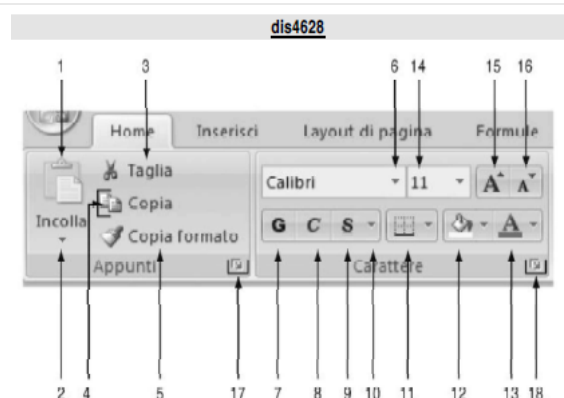 dis4628
1 3 6 14 15 16
Home Inserisci Layout di pagina Formule
Taglia
Calibri 11 A A
Copia
Incolla
G C S A
Copia formato
Appunti Carattere
2 4 5 17 7 8 9 10 11 12 13 18